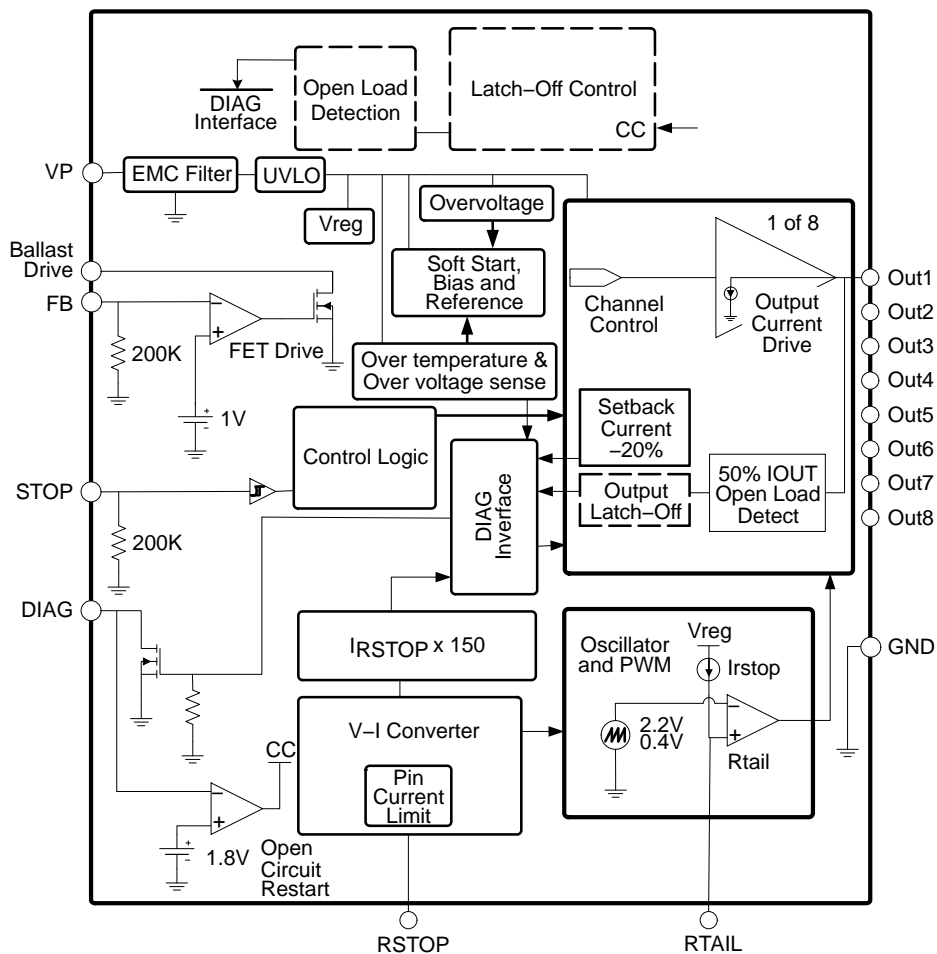 DIAG
Interface
Open Load
Detection
Latch–Off Control
CC
VP
EMC Filter
UVLO
Vreg
Overvoltage
Soft Start,
Bias and
Reference
Over temperature &
Over voltage sense
Ballast
Drive
FB
200K
FET Drive
+
–
1V
–
+
1 of 8
Channel
Control
Output
Current
Drive
Out1
Out2
Out3
Out4
Out5
Out6
Out7
Out8
Setback
Current
–20%
Output
Latch–Off
50% IOUT
Open Load
Detect
STOP
200K
Control Logic
DIAG
Inverface
DIAG
IRSTOP x 150
V–I Converter
Pin
Current
Limit
Oscillator
and PWM
Vreg
Irstop
2.2V
0.4V
–
+
Rtail
GND
CC
–
+
+
–
1.8V
Open
Circuit
Restart
RSTOP
RTAIL